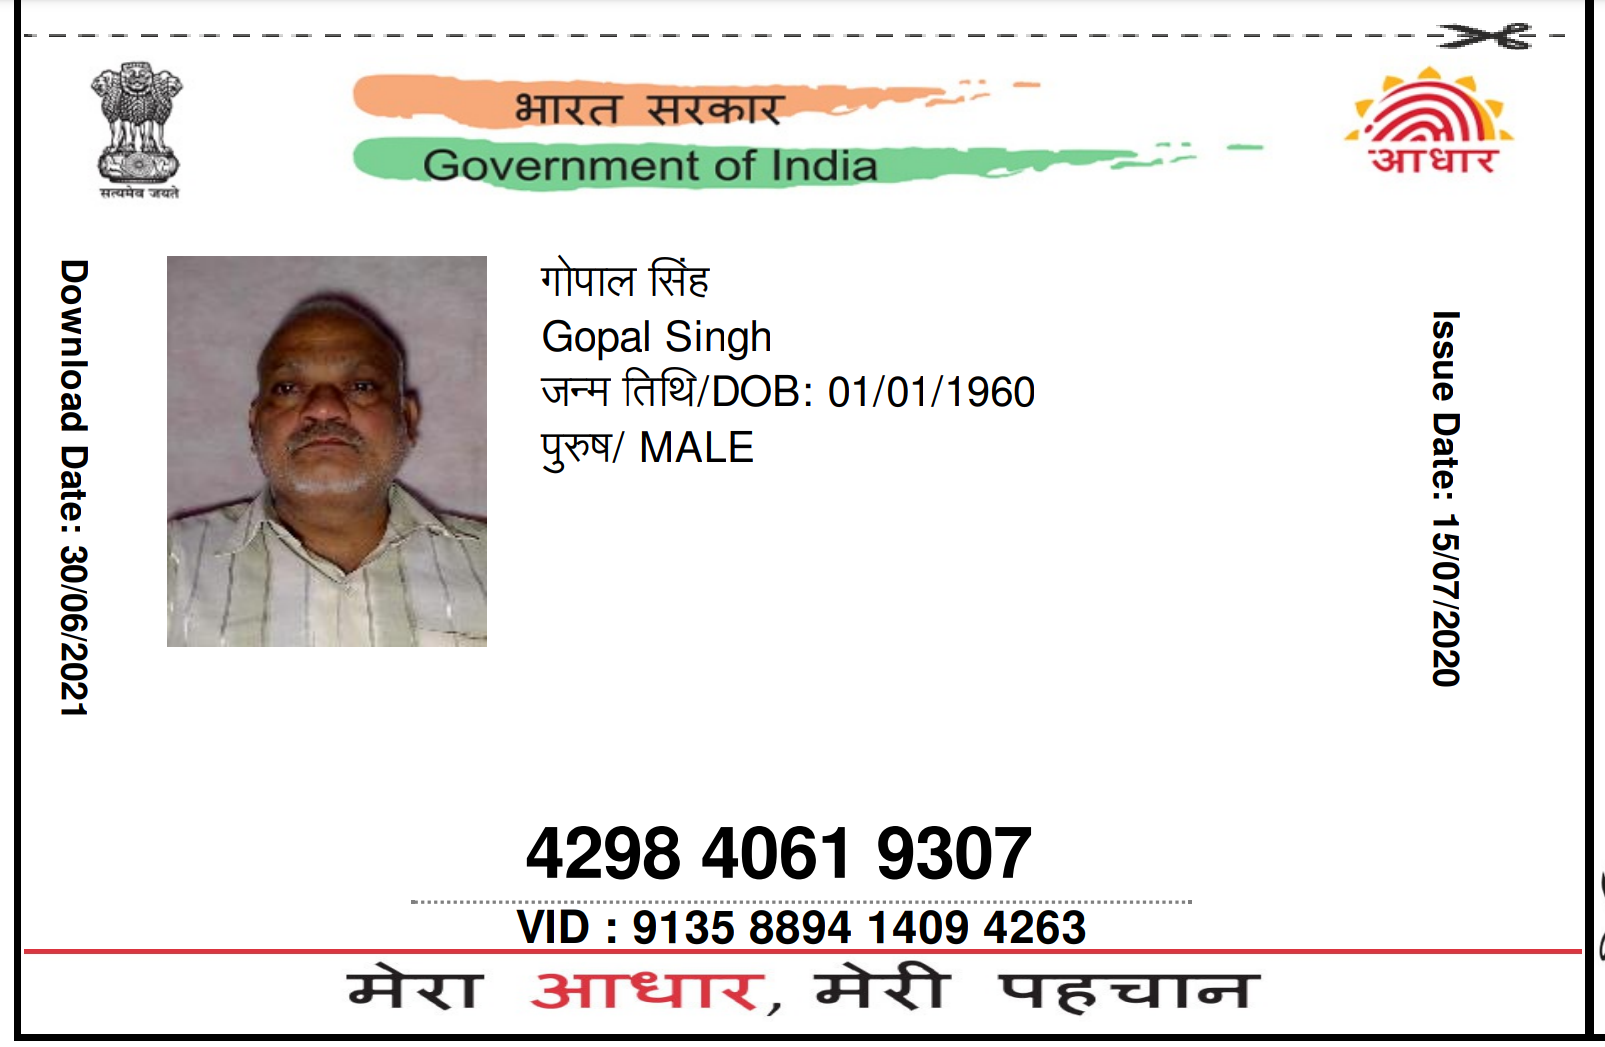 भारत सरकार
Government of India
सत्यमेव जयते
आधार
Download Date: 30/06/2021
गोपाल सिंह
Gopal Singh
जन्म तिथि/DOB: 01/01/1960
पुरुष/ MALE
Issue Date: 15/07/2020
4298 4061 9307
VID : 9135 8894 1409 4263
मेरा आधार, मेरी पहचान